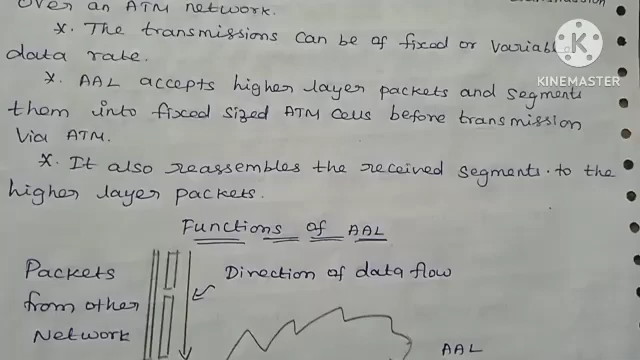 over an ATM network.
*. The transmissions can be of fixed or variable
data rate.
*. AAL accepts higher layer packets and segments
them into fixed sized ATM cells before transmission
via ATM.
*. It also reassembles the received segments to the
higher layer packets.
Functions of AAL
Packets
from other
Network
Direction of data flow
AAL
KINEMASTER